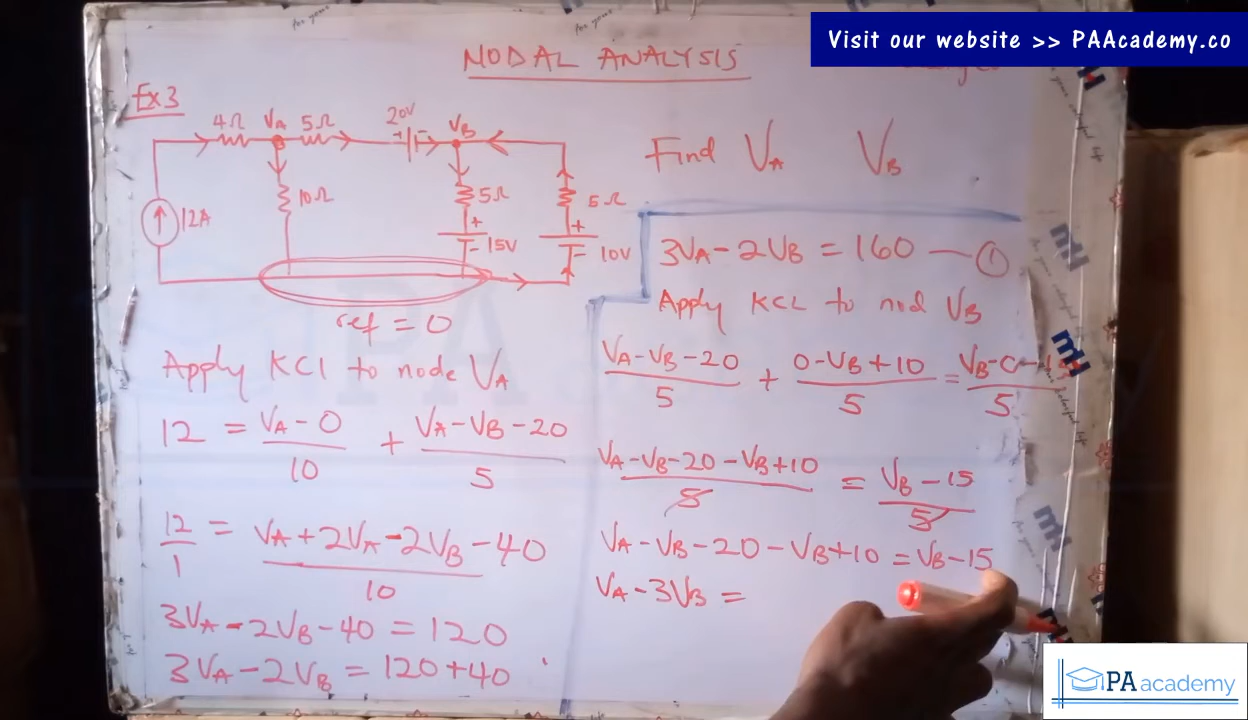 Visit our website >> PAAcademy.co
NODAL ANALYSIS
Ex3
4Ω VA 5Ω 20V VB
+ -
10Ω
5Ω
5Ω
12A
+ - 15V
+ - 10V
ref = 0
Find VA VB
Apply KCL to node VA
12 = VA - 0 / 10 + VA - VB - 20 / 5
12 / 1 = VA + 2VA - 2VB - 40 / 10
3VA - 2VB - 40 = 120
3VA - 2VB = 120 + 40
3VA - 2VB = 160 — ①
Apply KCL to nod VB
VA - VB - 20 / 5 + 0 - VB + 10 / 5 = VB - 0 - / 5
VA - VB - 20 - VB + 10 / 5 = VB - 15 / 5
VA - VB - 20 - VB + 10 = VB - 15
VA - 3VB =
PA academy